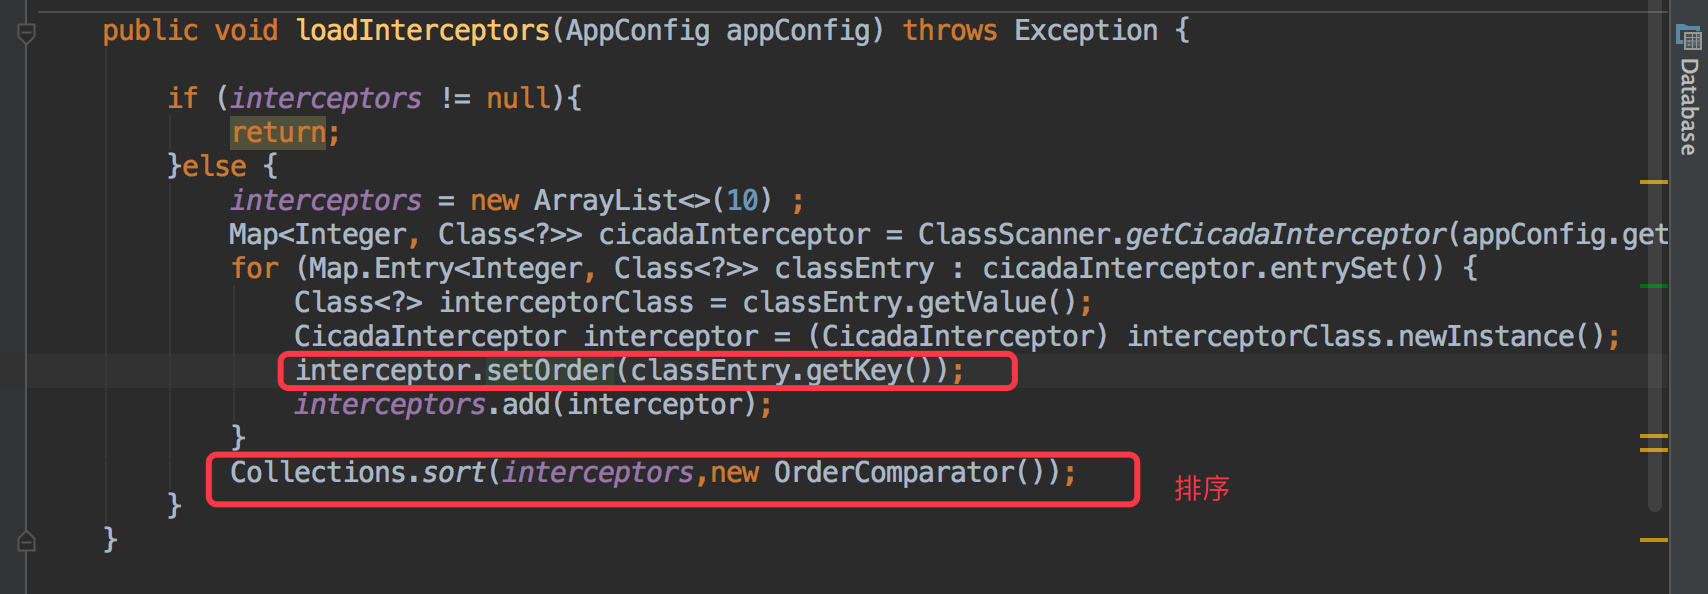 public void loadInterceptors(AppConfig appConfig) throws Exception {
if (interceptors != null){
return;
}else {
interceptors = new ArrayList<>(10) ;
Map<Integer, Class<?>> cicadaInterceptor = ClassScanner.getCicadaInterceptor(appConfig.get
for (Map.Entry<Integer, Class<?>> classEntry : cicadaInterceptor.entrySet()) {
Class<?> interceptorClass = classEntry.getValue();
CicadaInterceptor interceptor = (CicadaInterceptor) interceptorClass.newInstance();
interceptor.setOrder(classEntry.getKey());
interceptors.add(interceptor);
}
Collections.sort(interceptors,new OrderComparator());
排序
}
}
Database